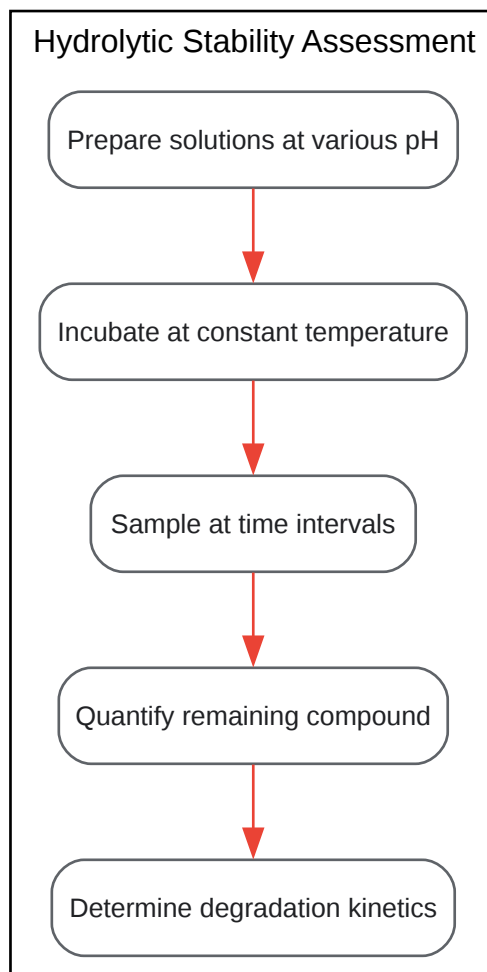 Hydrolytic Stability Assessment
Prepare solutions at various pH
Incubate at constant temperature
Sample at time intervals
Quantify remaining compound
Determine degradation kinetics